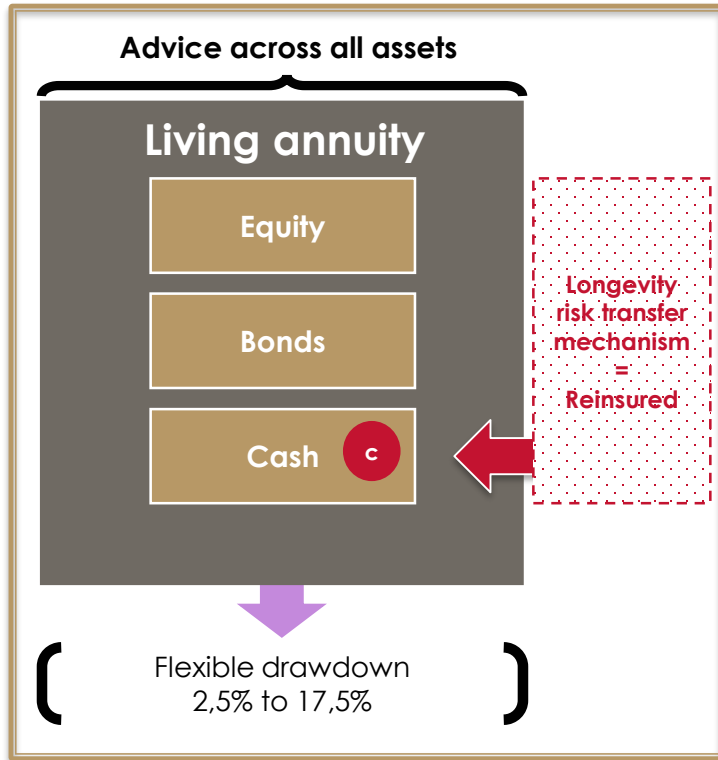 Advice across all assets
Living annuity
Equity
Bonds
Cash
c
Longevity
risk transfer
mechanism
=
Reinsured
Flexible drawdown
2,5% to 17,5%